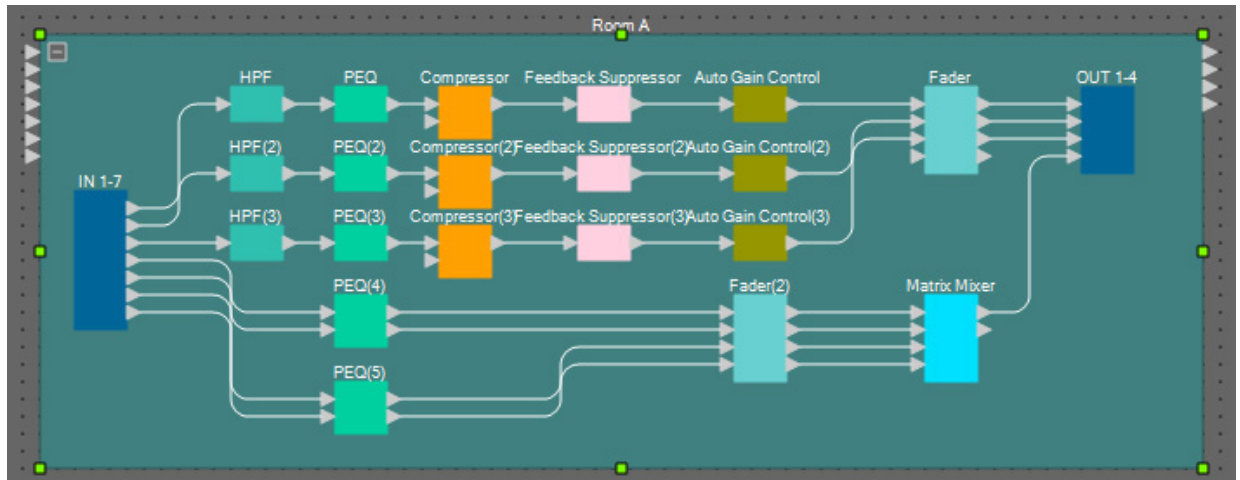 Room A
HPF PEQ Compressor Feedback Suppressor Auto Gain Control Fader OUT 1-4
HPF(2) PEQ(2) Compressor(2) Feedback Suppressor(2) Auto Gain Control(2)
IN 1-7
HPF(3) PEQ(3) Compressor(3) Feedback Suppressor(3) Auto Gain Control(3)
PEQ(4) Fader(2) Matrix Mixer
PEQ(5)